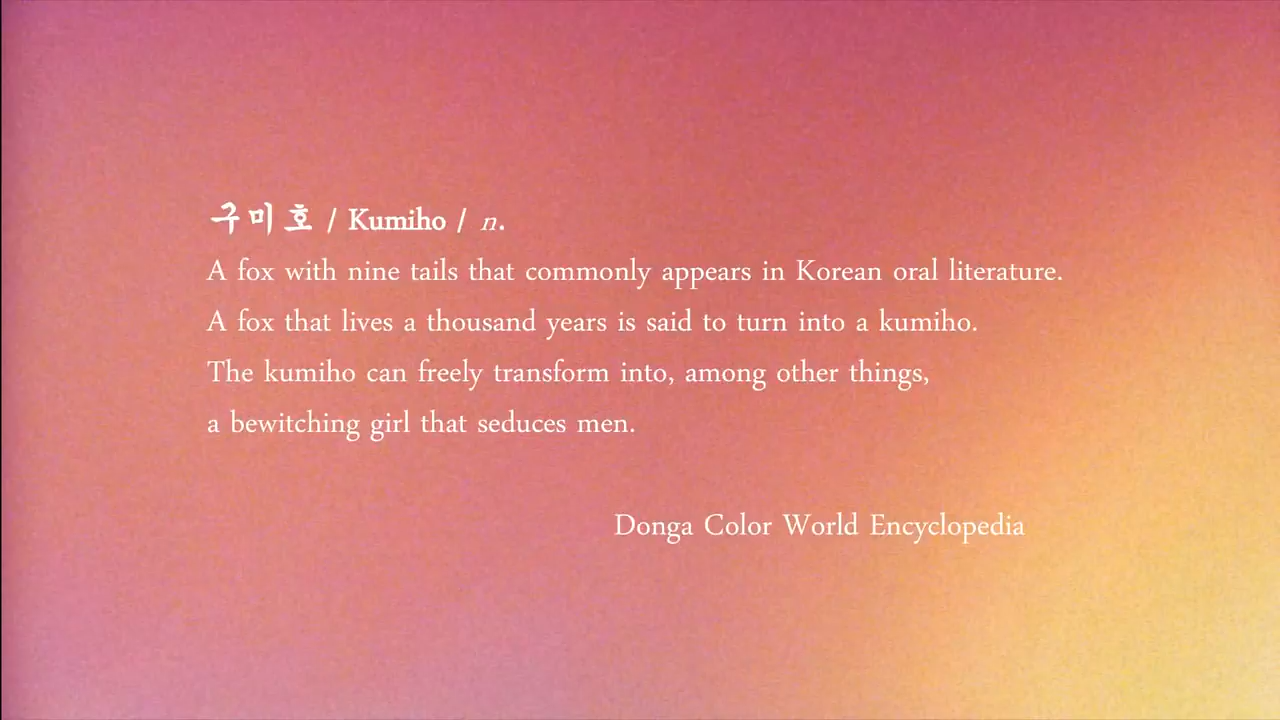 구미호 / Kumiho / n.
A fox with nine tails that commonly appears in Korean oral literature.
A fox that lives a thousand years is said to turn into a kumiho.
The kumiho can freely transform into, among other things,
a bewitching girl that seduces men.
Donga Color World Encyclopedia